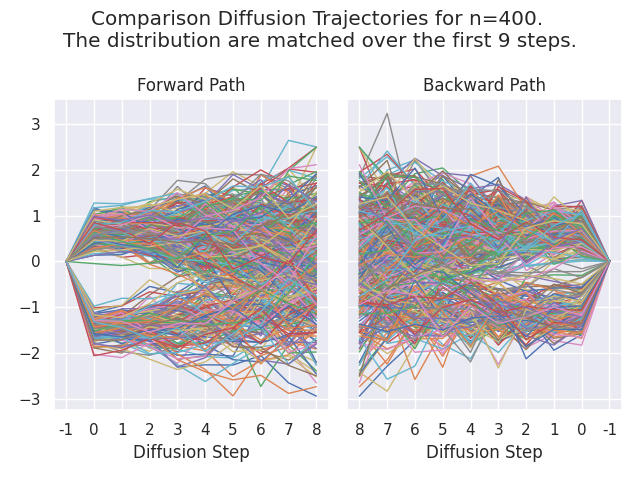 Comparison Diffusion Trajectories for n=400.
The distribution are matched over the first 9 steps.
Forward Path
Backward Path
3
2
1
0
−1
−2
−3
-1 0 1 2 3 4 5 6 7 8
8 7 6 5 4 3 2 1 0 -1
Diffusion Step
Diffusion Step